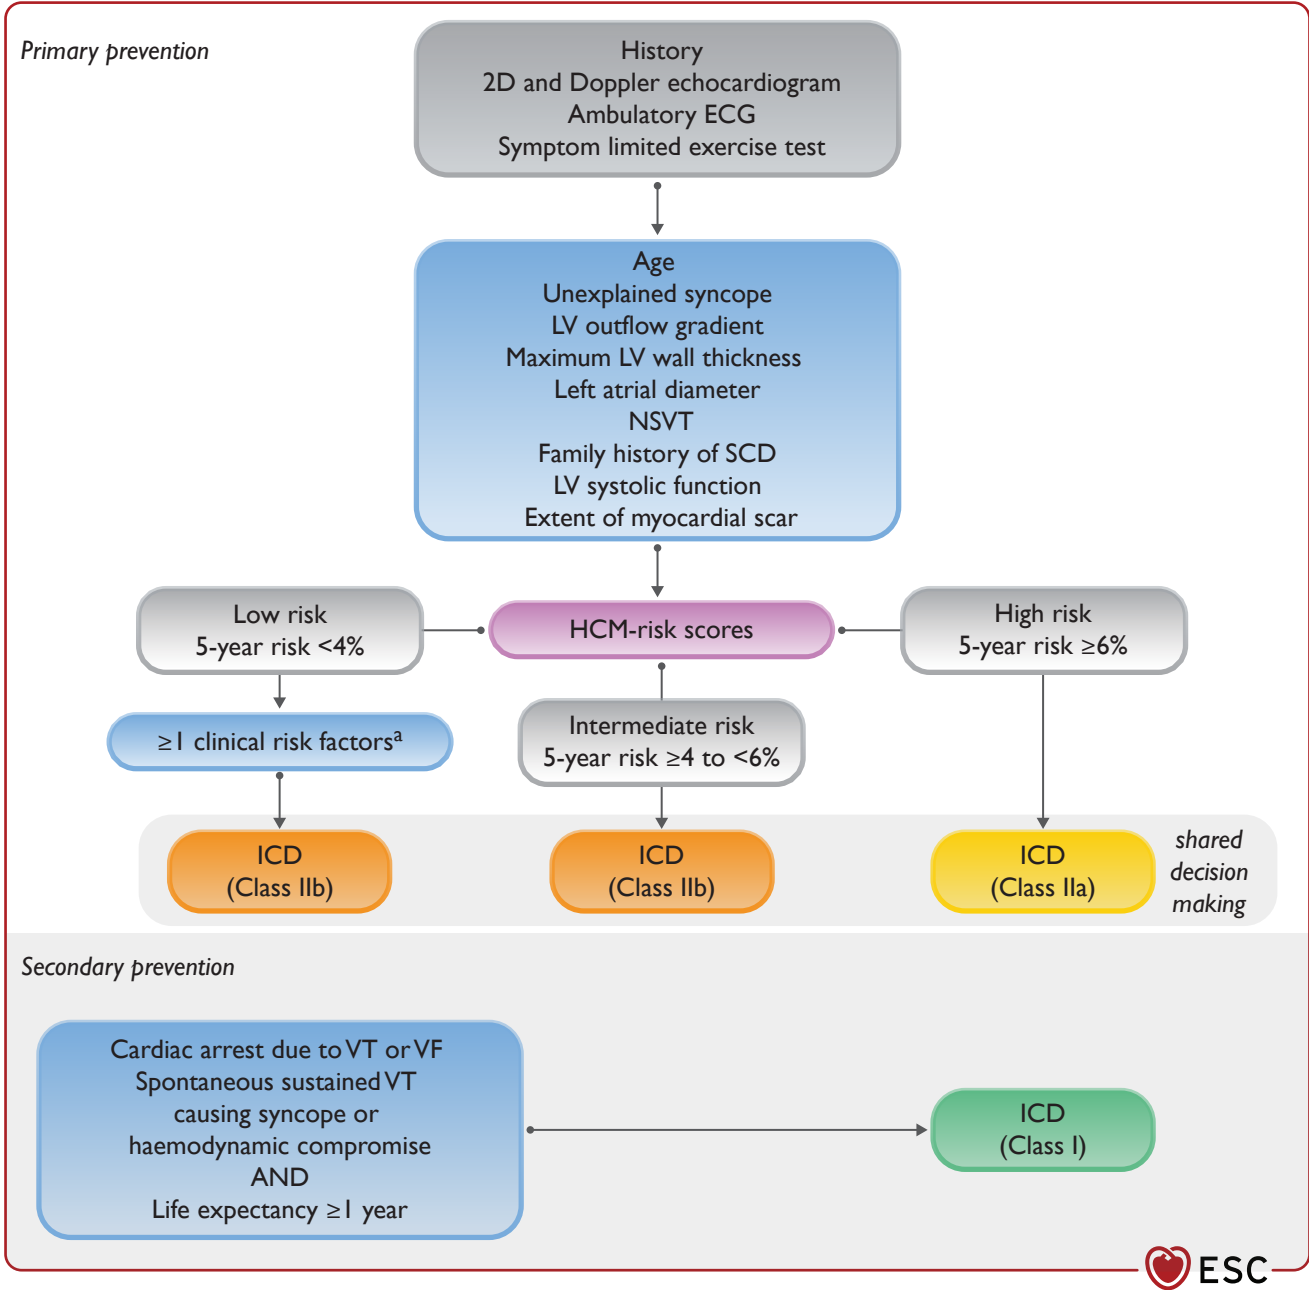 Primary prevention
History
2D and Doppler echocardiogram
Ambulatory ECG
Symptom limited exercise test
Age
Unexplained syncope
LV outflow gradient
Maximum LV wall thickness
Left atrial diameter
NSVT
Family history of SCD
LV systolic function
Extent of myocardial scar
Low risk
5-year risk <4%
HCM-risk scores
High risk
5-year risk ≥6%
≥1 clinical risk factorsᵃ
Intermediate risk
5-year risk ≥4 to <6%
ICD
(Class IIb)
ICD
(Class IIb)
ICD
(Class IIa)
shared
decision
making
Secondary prevention
Cardiac arrest due to VT or VF
Spontaneous sustained VT
causing syncope or
haemodynamic compromise
AND
Life expectancy ≥1 year
ICD
(Class I)
ESC